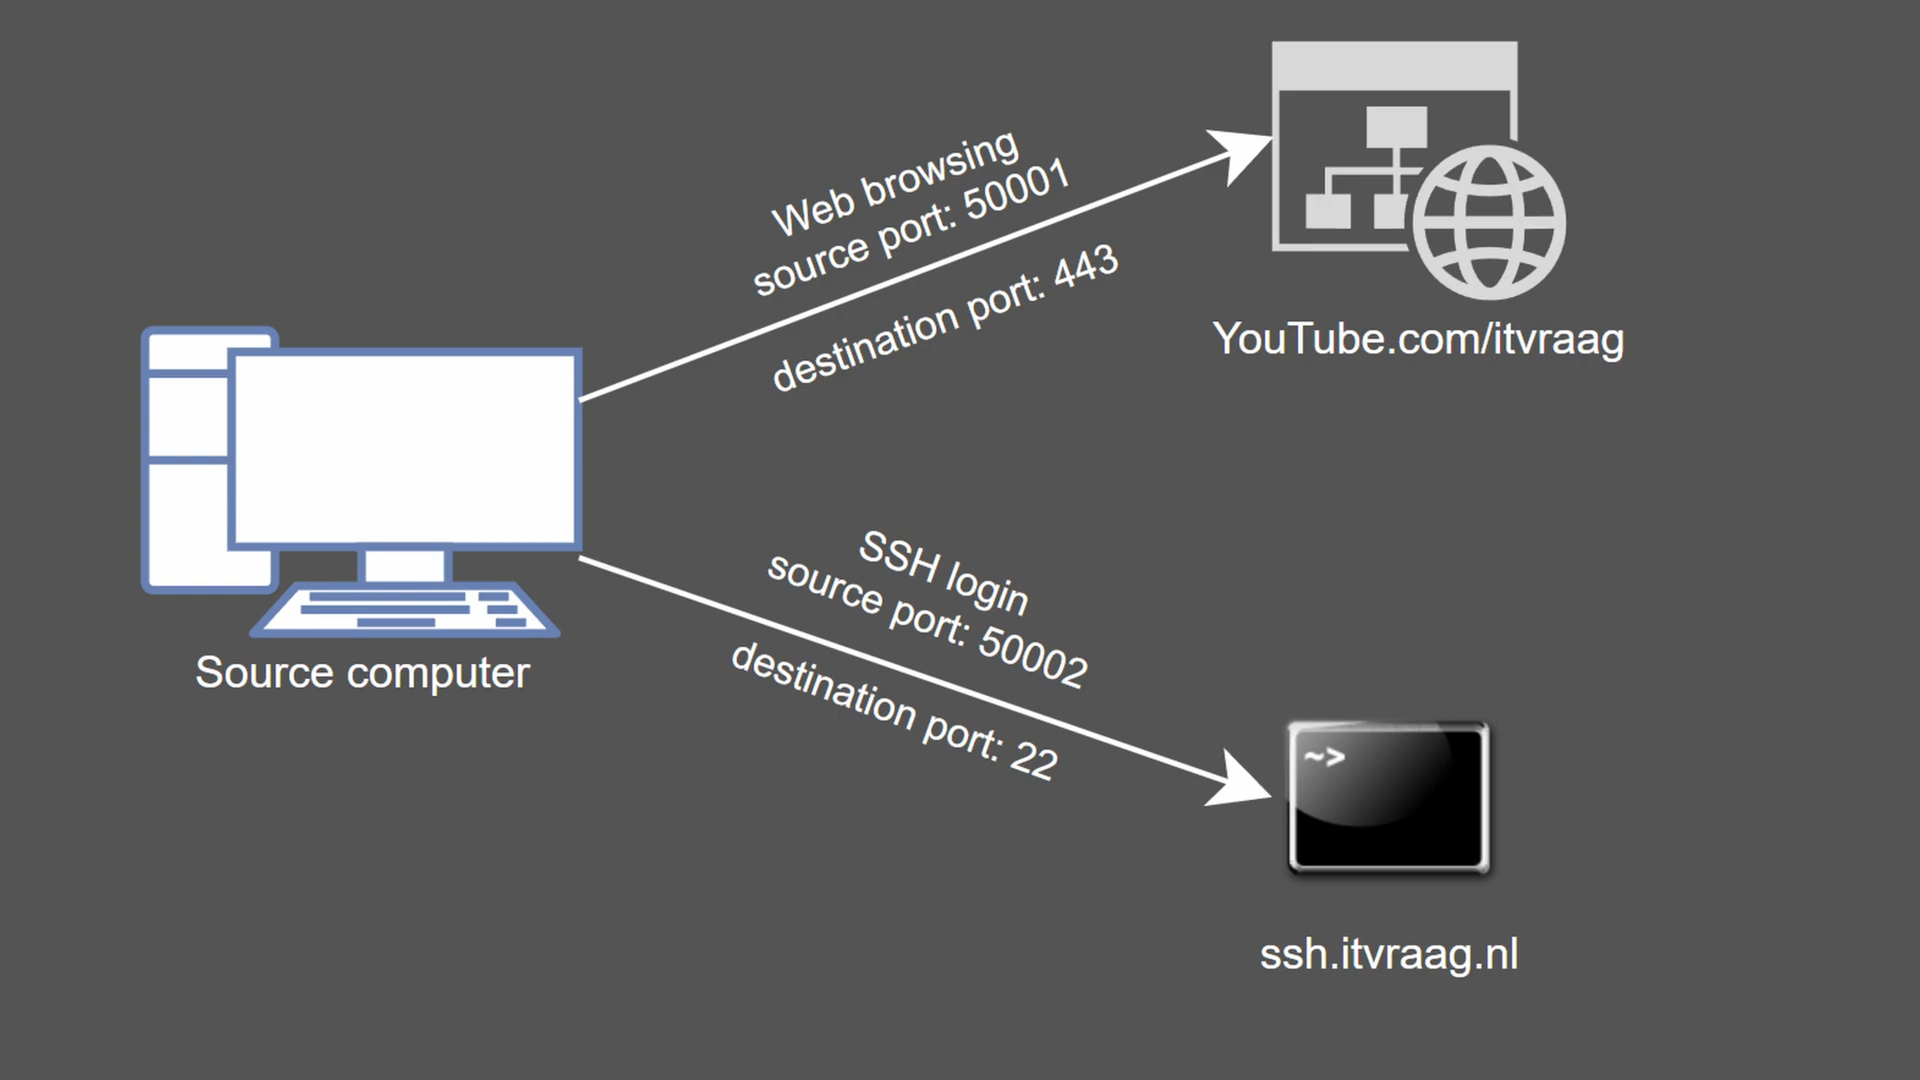 Web browsing
source port: 50001
destination port: 443
YouTube.com/itvraag
Source computer
SSH login
source port: 50002
destination port: 22
~>
ssh.itvraag.nl